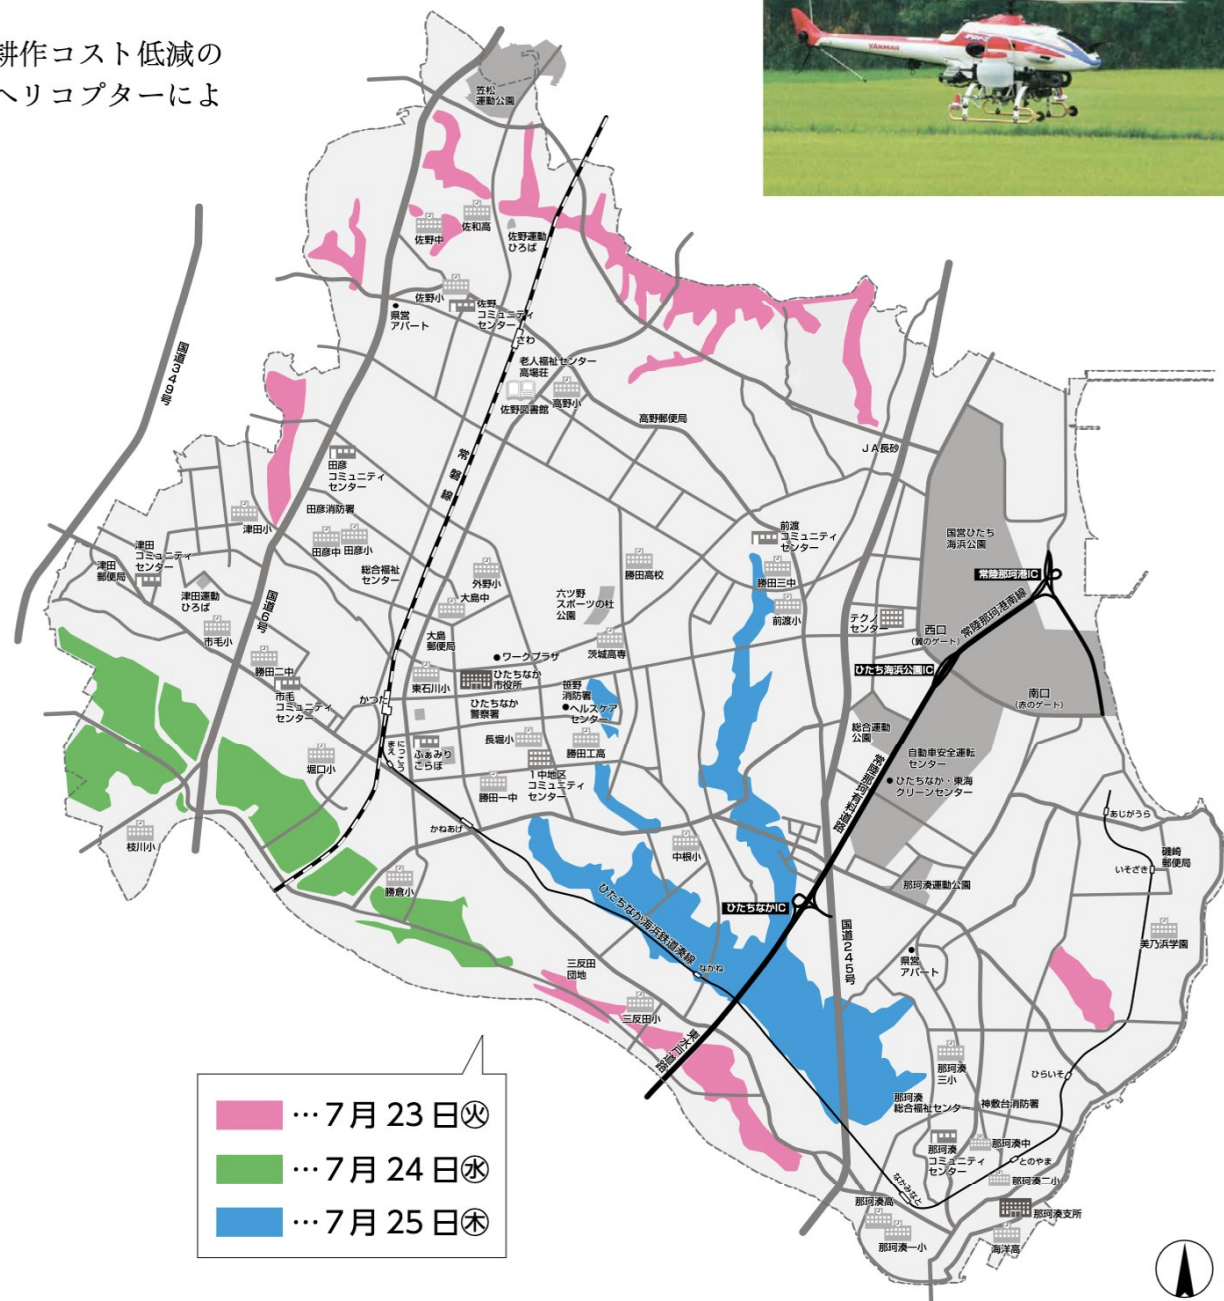 耕作コスト低減の
ヘリコプターによ
YANMAR
笠松
運動公園
佐野中
佐和高
佐野運動
ひろば
佐野小
佐野
コミュニティ
センター
県営
アパート
さわ
国道349号
老人福祉センター
高場荘
佐野図書館
高野小
高野郵便局
常磐線
JA長砂
田彦
コミュニティ
センター
田彦消防署
津田小
田彦中
田彦小
津田
コミュニティ
センター
津田
郵便局
総合福祉
センター
津田運動
ひろば
国道6号
外野小
大島中
六ツ野
スポーツの杜
公園
勝田高校
前渡
コミュニティ
センター
勝田三中
前渡小
国営ひたち
海浜公園
常陸那珂港IC
常陸那珂港南線
テクノ
センター
西口
(翼のゲート)
ひたち海浜公園IC
南口
(赤のゲート)
市毛小
勝田二中
市毛
コミュニティ
センター
大島
郵便局
ワークプラザ
茨城高専
東石川小
ひたちなか
市役所
笹野
消防署
ヘルスケア
センター
かつた
ひたちなか
警察署
長堀小
勝田工高
総合運動
公園
自動車安全運転
センター
ひたちなか・東海
クリーンセンター
常陸那珂有料道路
堀口小
にっこう
まえ
ふぁみり
こらぼ
1中地区
コミュニティ
センター
勝田一中
かねあげ
枝川小
中根小
あじがうら
磯崎
郵便局
いそざき
那珂湊運動公園
勝倉小
ひたちなか海浜鉄道湊線
ひたちなかIC
国道245号
美乃浜学園
県営
アパート
三反田
団地
なかね
三反田小
東水戸道路
那珂湊
三小
ひらいそ
那珂湊
総合福祉センター
神敷台消防署
那珂湊
コミュニティ
センター
那珂湊中
とのやま
那珂湊二小
なかみなと
那珂湊高
那珂湊支所
那珂湊一小
海洋高
…7月23日㊋
…7月24日㊌
…7月25日㊍